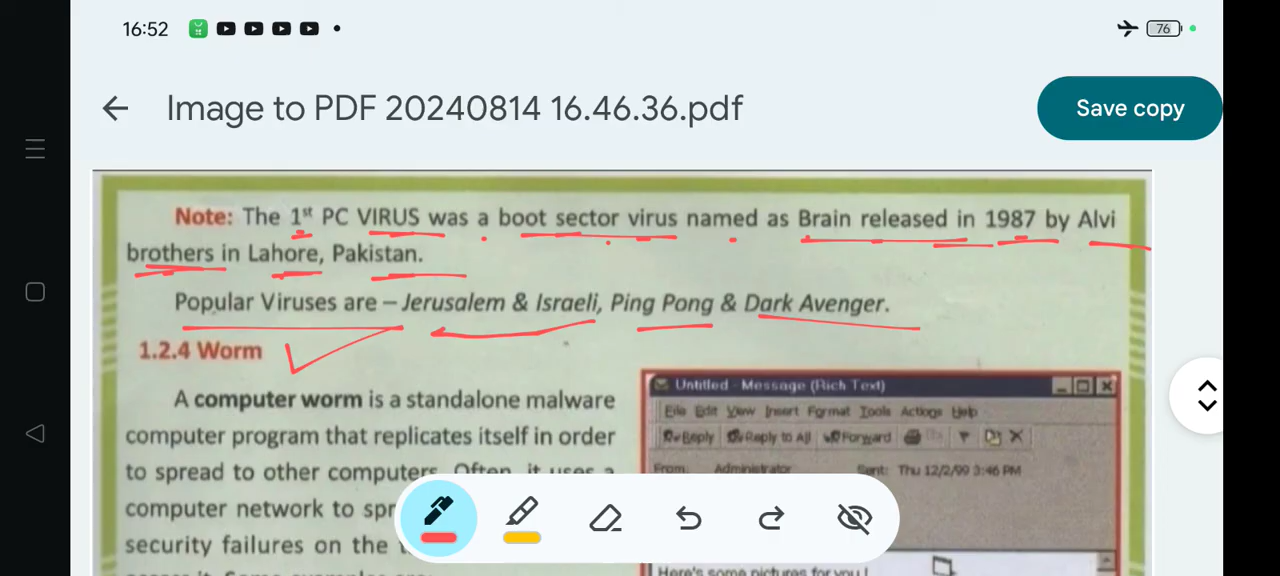 16:52
76
Image to PDF 20240814 16.46.36.pdf
Save copy
Note: The 1st PC VIRUS was a boot sector virus named as Brain released in 1987 by Alvi
brothers in Lahore, Pakistan.
Popular Viruses are – Jerusalem & Israeli, Ping Pong & Dark Avenger.
1.2.4 Worm
A computer worm is a standalone malware
computer program that replicates itself in order
to spread to other computers. Often, it uses a
computer network to spr
security failures on the
Untitled - Message (Rich Text)
File Edit View Insert Format Tools Actions Help
Reply Reply to All Forward
From: Administrator Sent: Thu 12/2/99 3:46 PM
Here's some pictures for you !